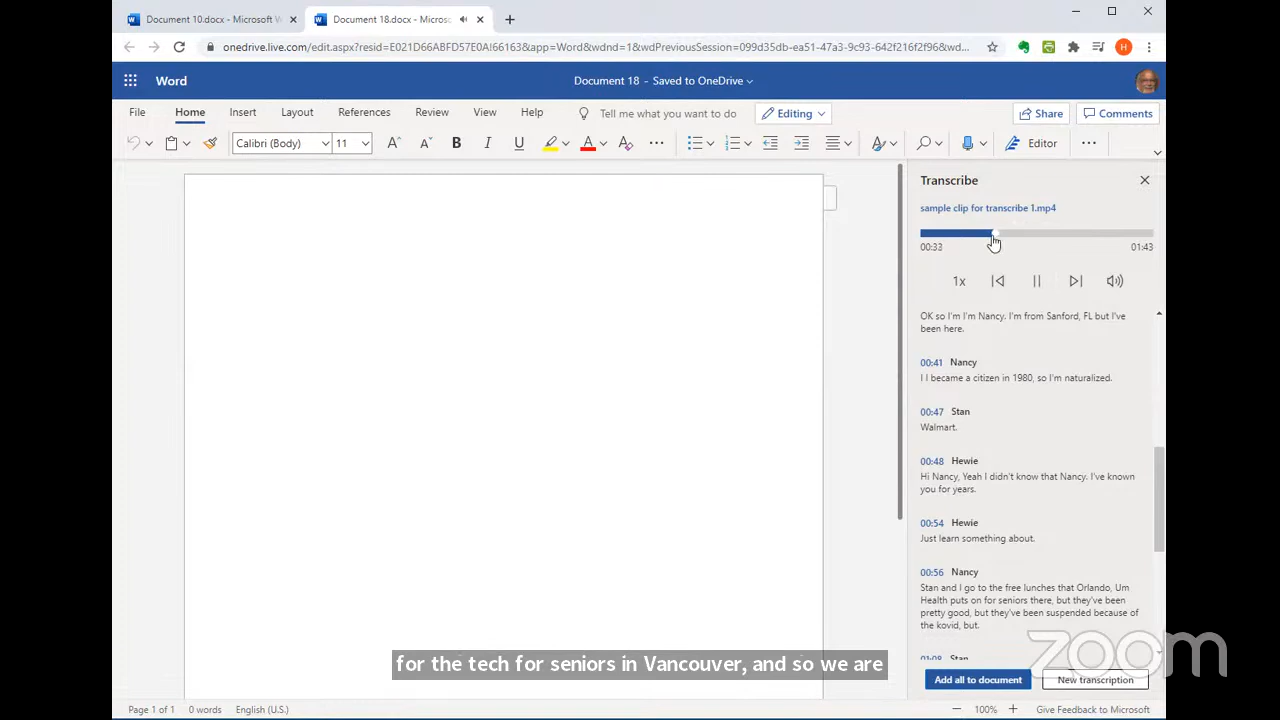 Document 10.docx - Microsoft W
Document 18.docx - Microso
onedrive.live.com/edit.aspx?resid=E021D66ABFD57E0A!66163&app=Word&wdnd=1&wdPreviousSession=099d35db-ea51-47a3-9c93-642f216f2f96&wd...
H
Word
Document 18 - Saved to OneDrive
File Home Insert Layout References Review View Help Tell me what you want to do Editing Share Comments
Calibri (Body) 11 A A B I U A A Editor
Transcribe
sample clip for transcribe 1.mp4
00:33 01:43
1x
OK so I'm I'm Nancy. I'm from Sanford, FL but I've
been here.
00:41 Nancy
I I became a citizen in 1980, so I'm naturalized.
00:47 Stan
Walmart.
00:48 Hewie
Hi Nancy, Yeah I didn't know that Nancy. I've known
you for years.
00:54 Hewie
Just learn something about.
00:56 Nancy
Stan and I go to the free lunches that Orlando, Um
Health puts on for seniors there, but they've been
pretty good, but they've been suspended because of
the kovid, but.
01:08 Stan
for the tech for seniors in Vancouver, and so we are
zoom
Add all to document New transcription
Page 1 of 1 0 words English (U.S.) 100% Give Feedback to Microsoft